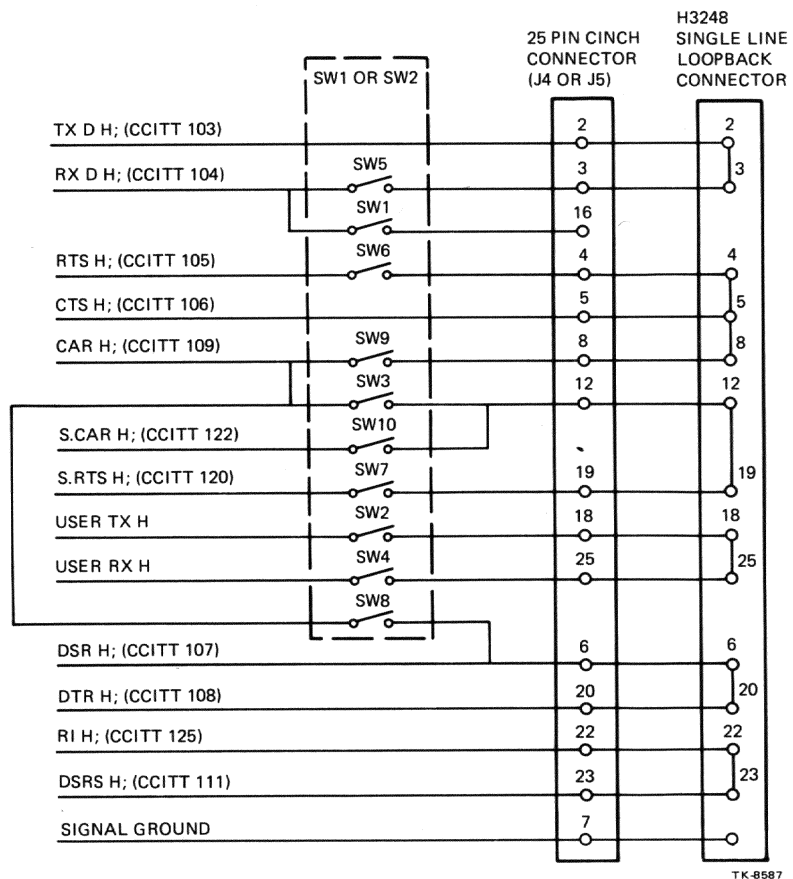 H3248
25 PIN CINCH SINGLE LINE
CONNECTOR LOOPBACK
(J4 OR J5) CONNECTOR
SW1 OR SW2
TX D H; (CCITT 103) 2 2
RX D H; (CCITT 104) SW5 3 3
SW1 16
RTS H; (CCITT 105) SW6 4 4
CTS H; (CCITT 106) 5 5
CAR H; (CCITT 109) SW9 8 8
SW3 12 12
S.CAR H; (CCITT 122) SW10
S.RTS H; (CCITT 120) SW7 19 19
USER TX H SW2 18 18
USER RX H SW4 25 25
SW8
DSR H; (CCITT 107) 6 6
DTR H; (CCITT 108) 20 20
RI H; (CCITT 125) 22 22
DSRS H; (CCITT 111) 23 23
SIGNAL GROUND 7
TK-8587